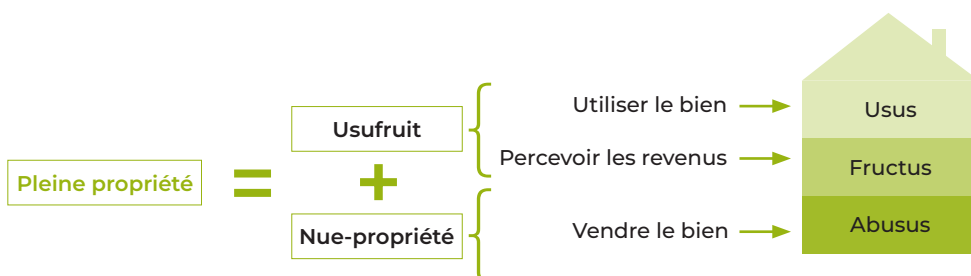 Pleine propriété
=
Usufruit
+
Nue-propriété
Utiliser le bien
Percevoir les revenus
Vendre le bien
Usus
Fructus
Abusus